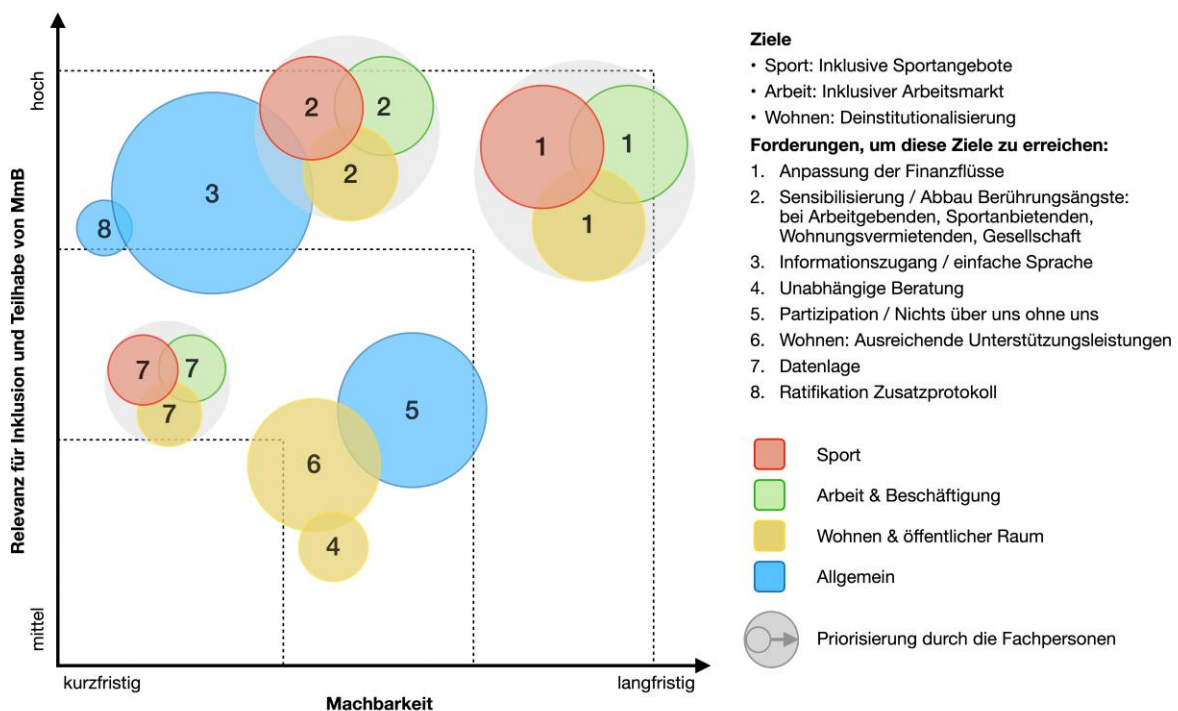 Relevanz für Inklusion und Teilhabe von MmB
hoch
mittel
2
2
2
1
1
1
3
8
7
7
7
5
6
4
kurzfristig
langfristig
Machbarkeit
Ziele
• Sport: Inklusive Sportangebote
• Arbeit: Inklusiver Arbeitsmarkt
• Wohnen: Deinstitutionalisierung
Forderungen, um diese Ziele zu erreichen:
1. Anpassung der Finanzflüsse
2. Sensibilisierung / Abbau Berührungsängste:
bei Arbeitgebenden, Sportanbietenden,
Wohnungsvermietenden, Gesellschaft
3. Informationszugang / einfache Sprache
4. Unabhängige Beratung
5. Partizipation / Nichts über uns ohne uns
6. Wohnen: Ausreichende Unterstützungsleistungen
7. Datenlage
8. Ratifikation Zusatzprotokoll
Sport
Arbeit & Beschäftigung
Wohnen & öffentlicher Raum
Allgemein
Priorisierung durch die Fachpersonen